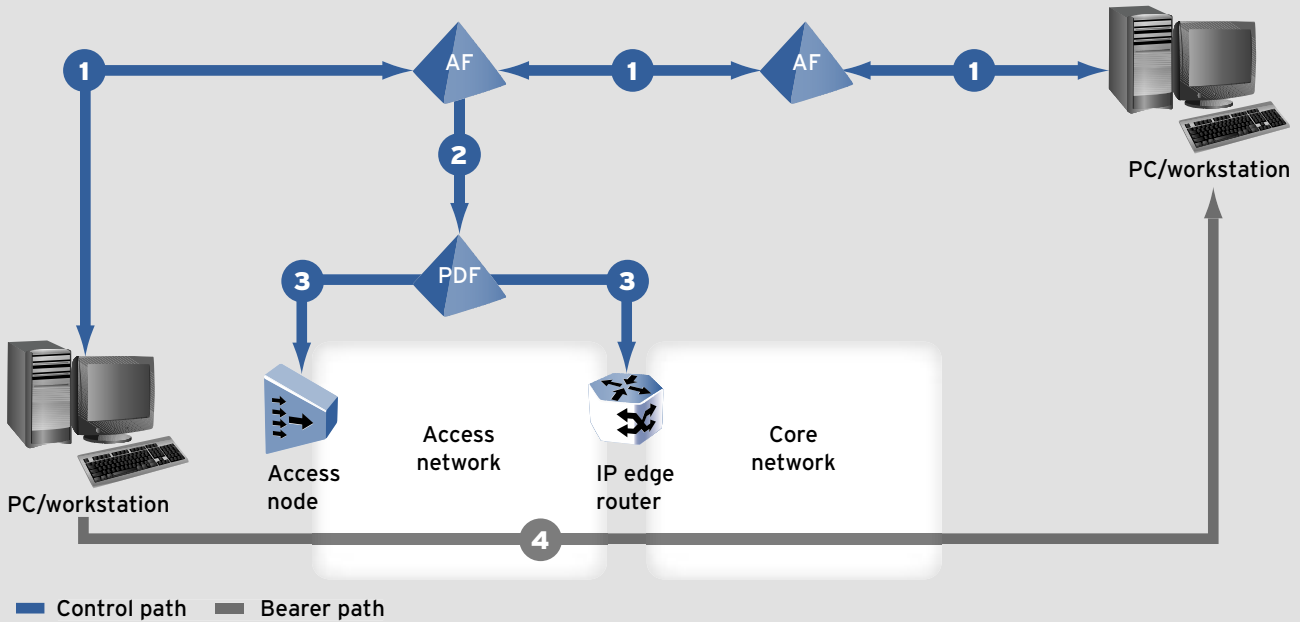 1
AF
1
AF
1
PC/workstation
2
3
PDF
3
PC/workstation
Access
node
Access
network
IP edge
router
Core
network
4
Control path
Bearer path